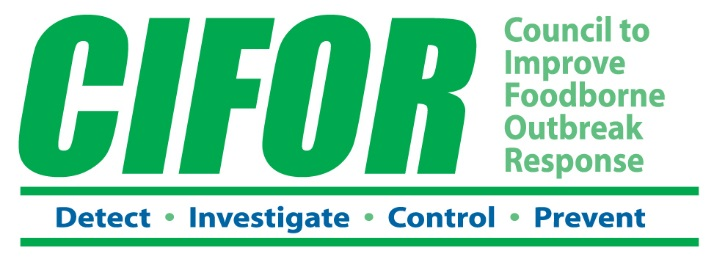 CIFOR
Council to
Improve
Foodborne
Outbreak
Response
Detect • Investigate • Control • Prevent